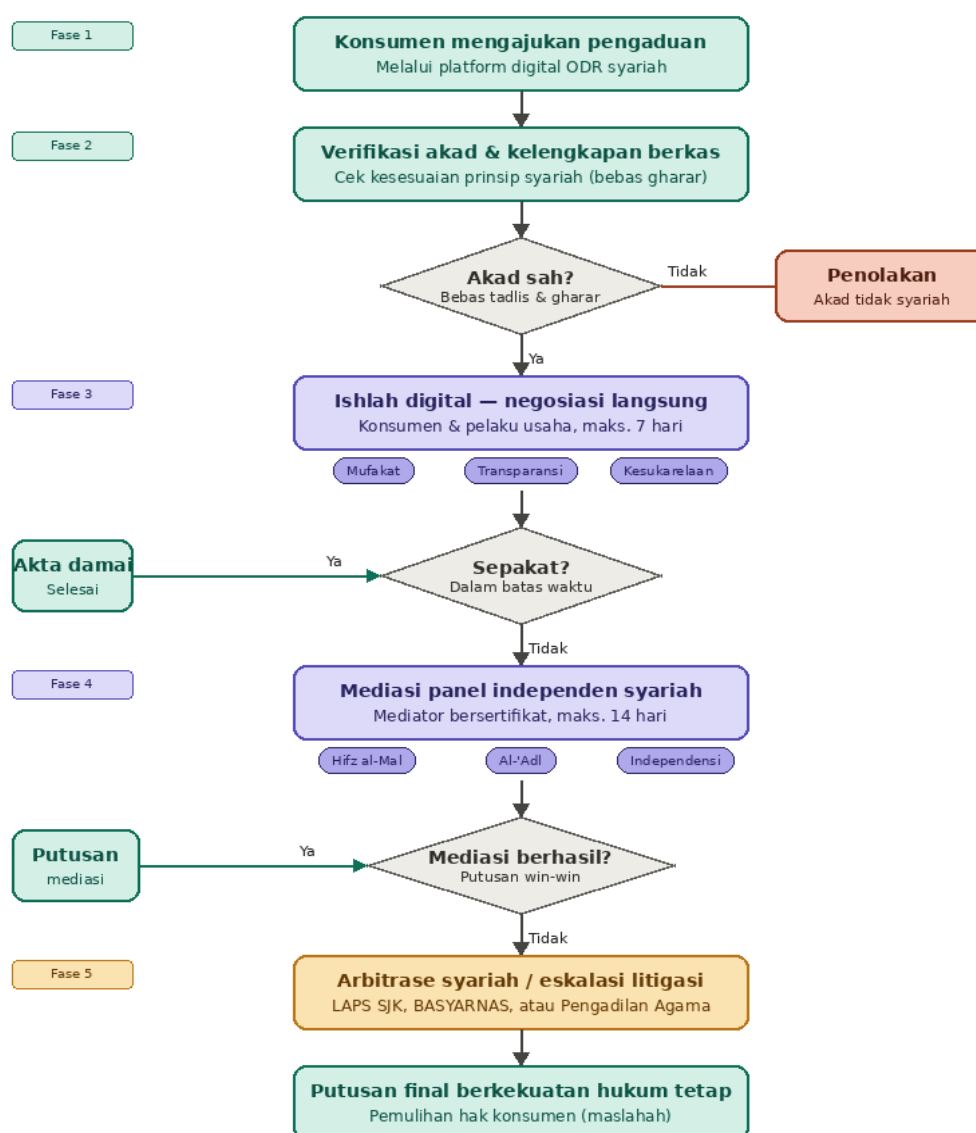 Fase 1
Konsumen mengajukan pengaduan
Melalui platform digital ODR syariah
Fase 2
Verifikasi akad & kelengkapan berkas
Cek kesesuaian prinsip syariah (bebas gharar)
Akad sah?
Bebas tadlis & gharar
Tidak
Penolakan
Akad tidak syariah
Ya
Fase 3
Ishlah digital — negosiasi langsung
Konsumen & pelaku usaha, maks. 7 hari
Mufakat
Transparansi
Kesukarelaan
Akta damai
Selesai
Ya
Sepakat?
Dalam batas waktu
Tidak
Fase 4
Mediasi panel independen syariah
Mediator bersertifikat, maks. 14 hari
Hifz al-Mal
Al-'Adl
Independensi
Putusan
mediasi
Ya
Mediasi berhasil?
Putusan win-win
Tidak
Fase 5
Arbitrase syariah / eskalasi litigasi
LAPS SJK, BASYARNAS, atau Pengadilan Agama
Putusan final berkekuatan hukum tetap
Pemulihan hak konsumen (maslahah)